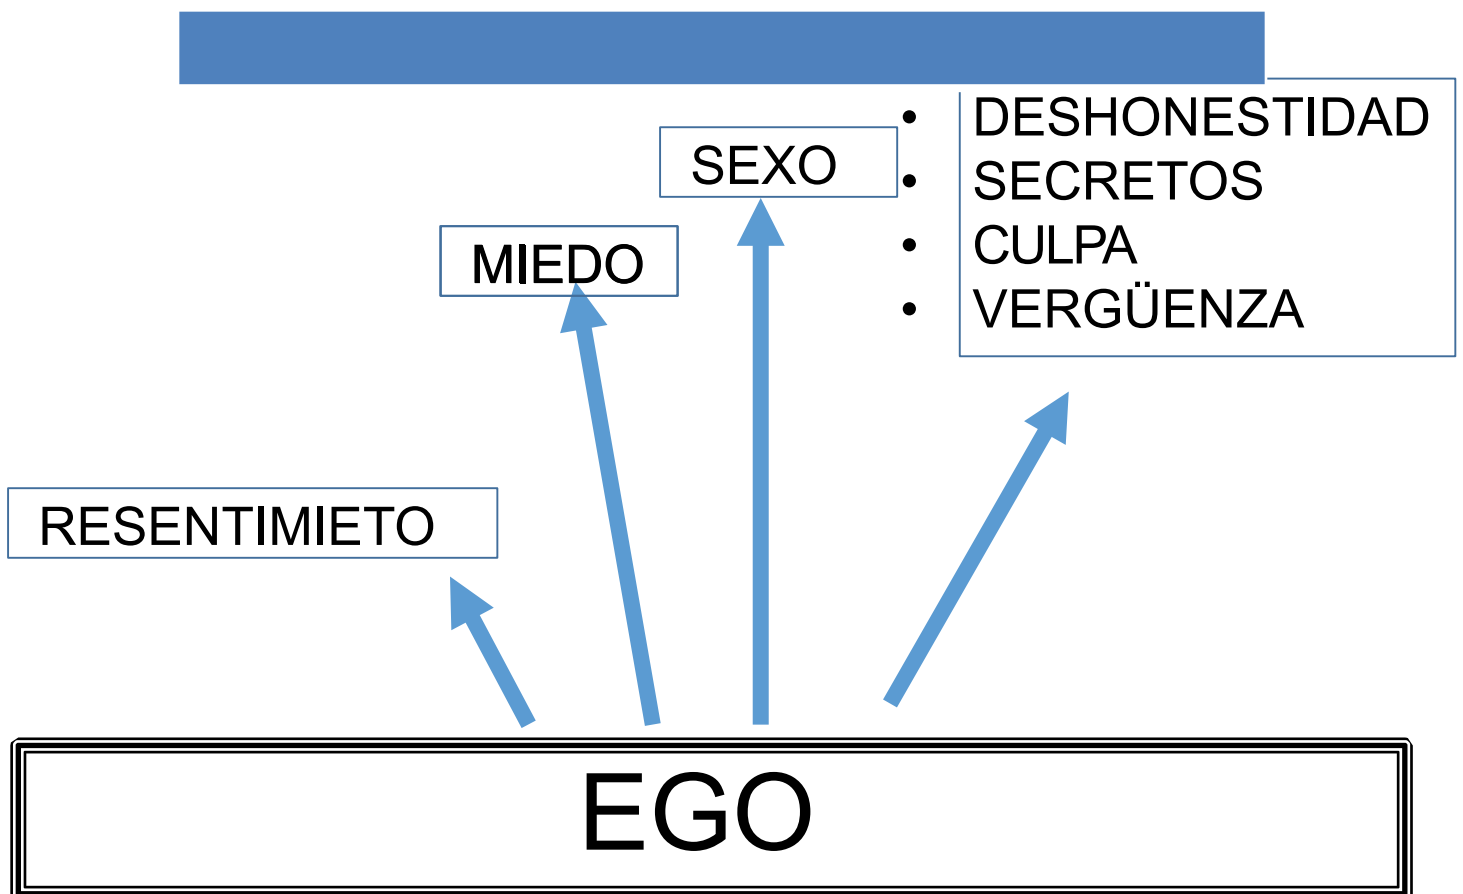 • DESHONESTIDAD
• SECRETOS
• CULPA
• VERGÜENZA
SEXO
MIEDO
RESENTIMIETO
EGO